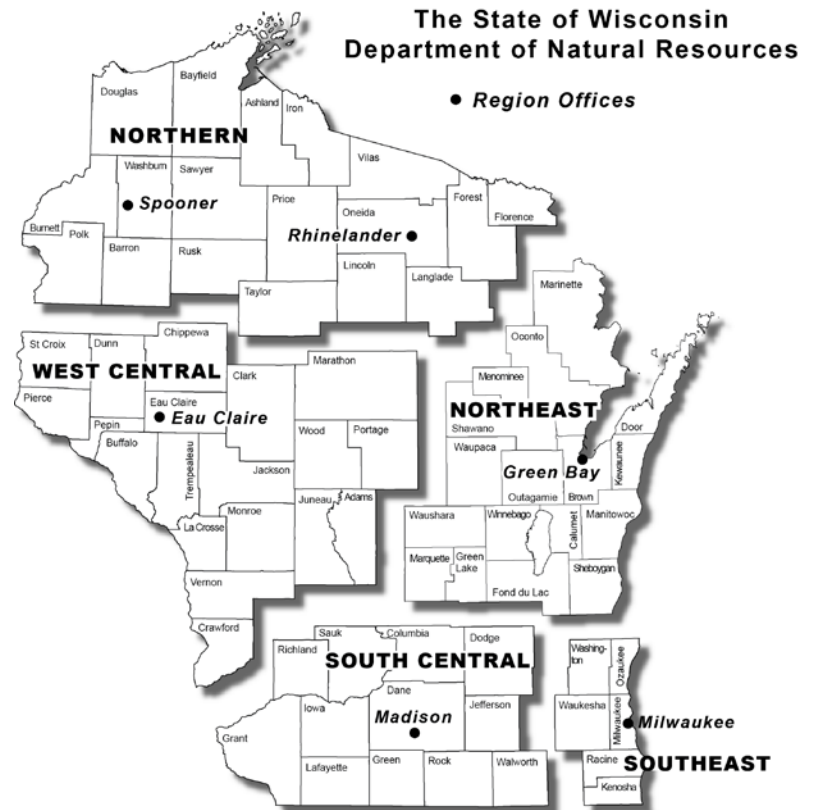 The State of Wisconsin
Department of Natural Resources
Region Offices
Bayfield
Douglas
Ashland
Iron
NORTHERN
Vilas
Washburn
Sawyer
Price
Forest
Spooner
Oneida
Florence
Burnett
Polk
Rhinelander
Barron
Rusk
Lincoln
Langlade
Taylor
Chippewa
St Croix
Dunn
Marathon
WEST CENTRAL
Clark
Pierce
Eau Claire
Eau Claire
Pepin
Buffalo
Wood
Portage
Trempealeau
Jackson
Juneau
Adams
Monroe
La Crosse
Vernon
Crawford
Marinette
Oconto
Menominee
NORTHEAST
Door
Shawano
Waupaca
Kewaunee
Green Bay
Outagamie
Brown
Waushara
Winnebago
Calumet
Manitowoc
Marquette
Green
Lake
Sheboygan
Fond du Lac
Sauk
Columbia
Dodge
Richland
SOUTH CENTRAL
Dane
Iowa
Jefferson
Madison
Grant
Lafayette
Green
Rock
Walworth
Washing-
ton
Ozaukee
Waukesha
Milwaukee
Milwaukee
Racine
SOUTHEAST
Kenosha